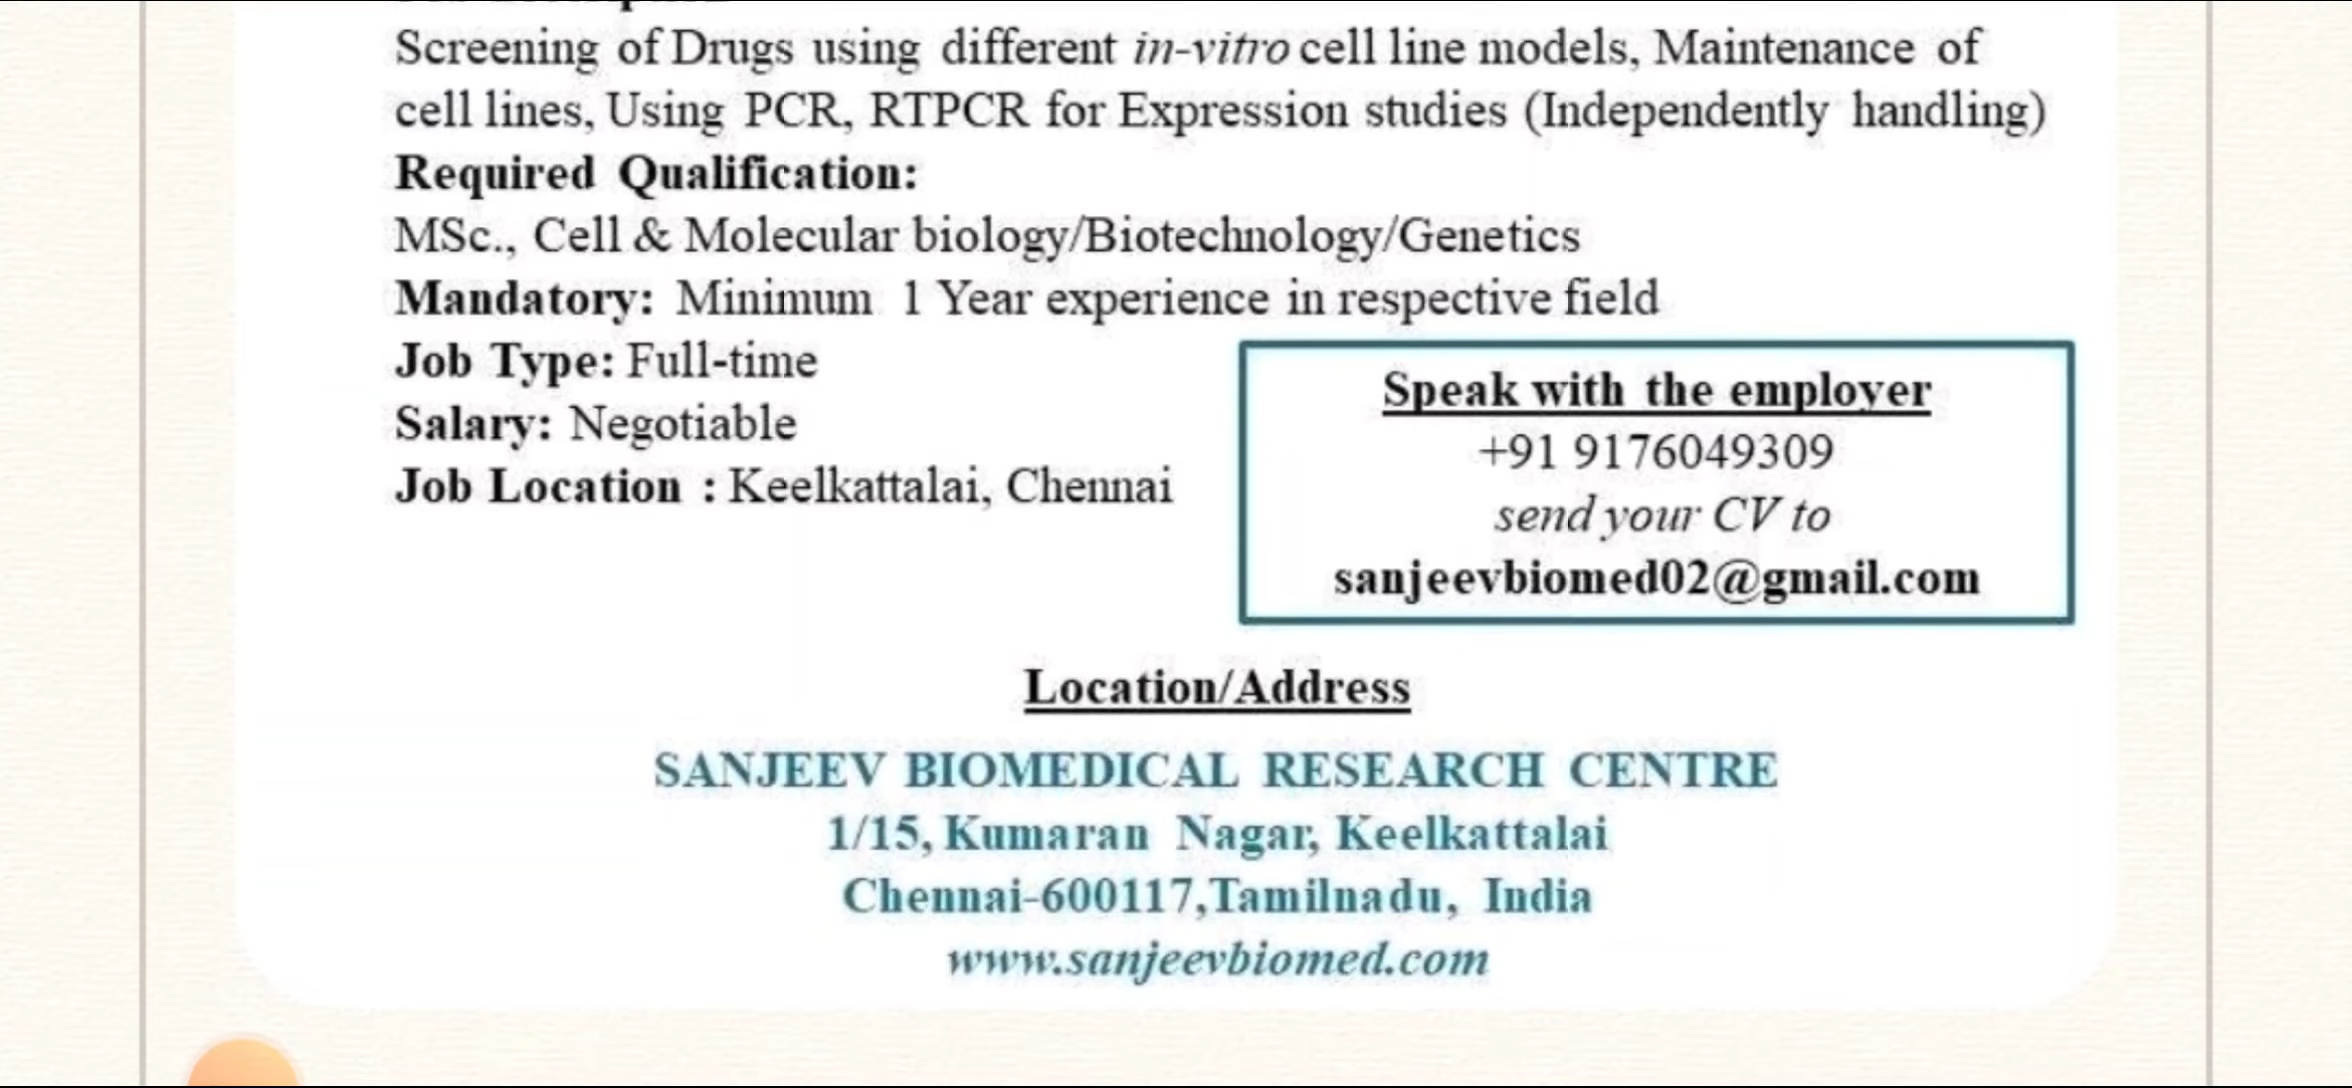 Screening of Drugs using different in-vitro cell line models, Maintenance of
cell lines, Using PCR, RTPCR for Expression studies (Independently handling)
Required Qualification:
MSc., Cell & Molecular biology/Biotechnology/Genetics
Mandatory: Minimum 1 Year experience in respective field
Job Type: Full-time
Salary: Negotiable
Job Location : Keelkattalai, Chennai
Speak with the employer
+91 9176049309
send your CV to
sanjeevbiomed02@gmail.com
Location/Address
SANJEEV BIOMEDICAL RESEARCH CENTRE
1/15, Kumaran Nagar, Keelkattalai
Chennai-600117,Tamilnadu, India
www.sanjeevbiomed.com